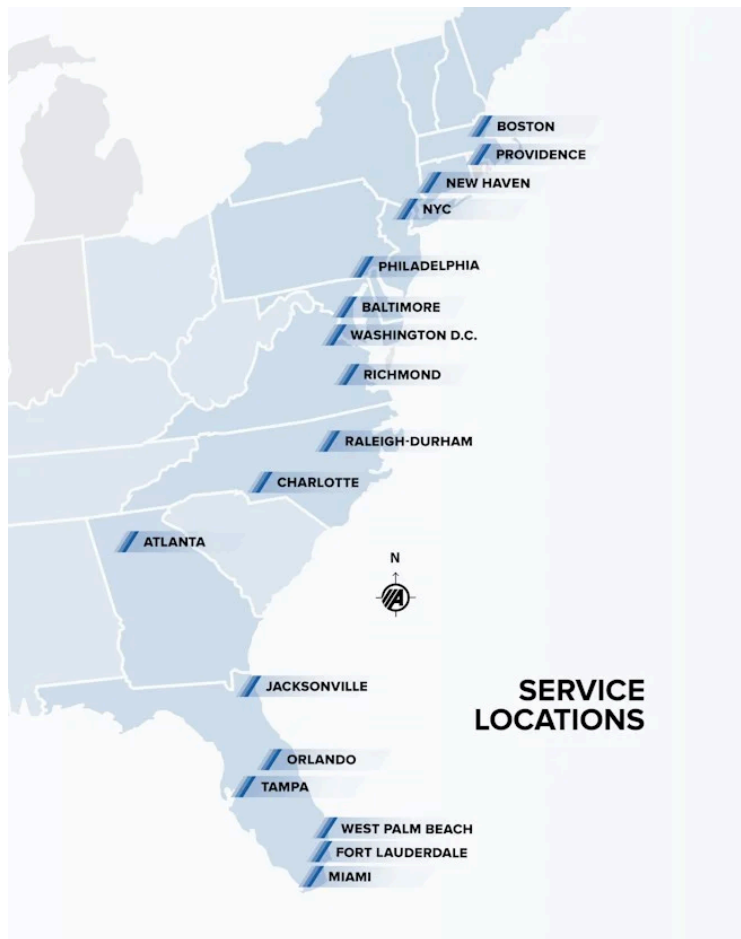 BOSTON
PROVIDENCE
NEW HAVEN
NYC
PHILADELPHIA
BALTIMORE
WASHINGTON D.C.
RICHMOND
RALEIGH-DURHAM
CHARLOTTE
ATLANTA
N
A
JACKSONVILLE
SERVICE
LOCATIONS
ORLANDO
TAMPA
WEST PALM BEACH
FORT LAUDERDALE
MIAMI